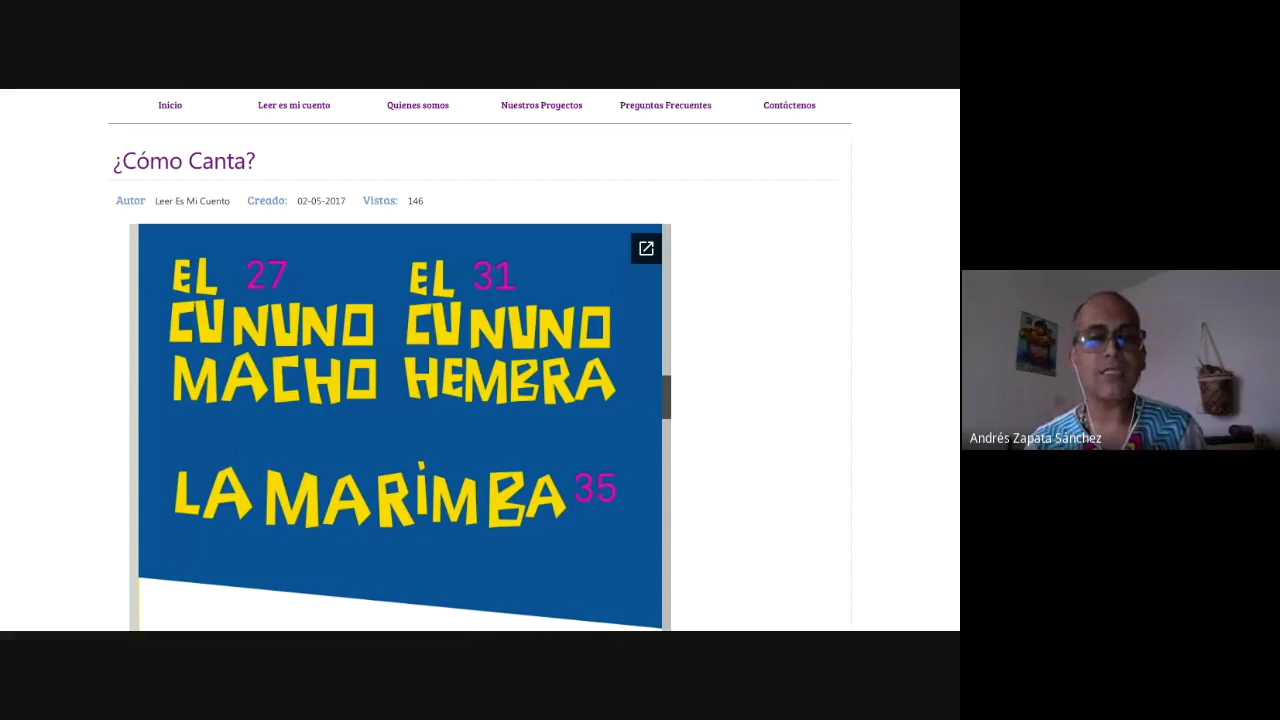 Inicio Leer es mi cuento Quienes somos Nuestros Proyectos Preguntas Frecuentes Contáctenos
¿Cómo Canta?
Autor Leer Es Mi Cuento Creado: 02-05-2017 Vistas: 146
EL 27
CUNUNO
MACHO
EL 31
CUNUNO
HEMBRA
LA MARiMBA 35
Andrés Zapata Sánchez